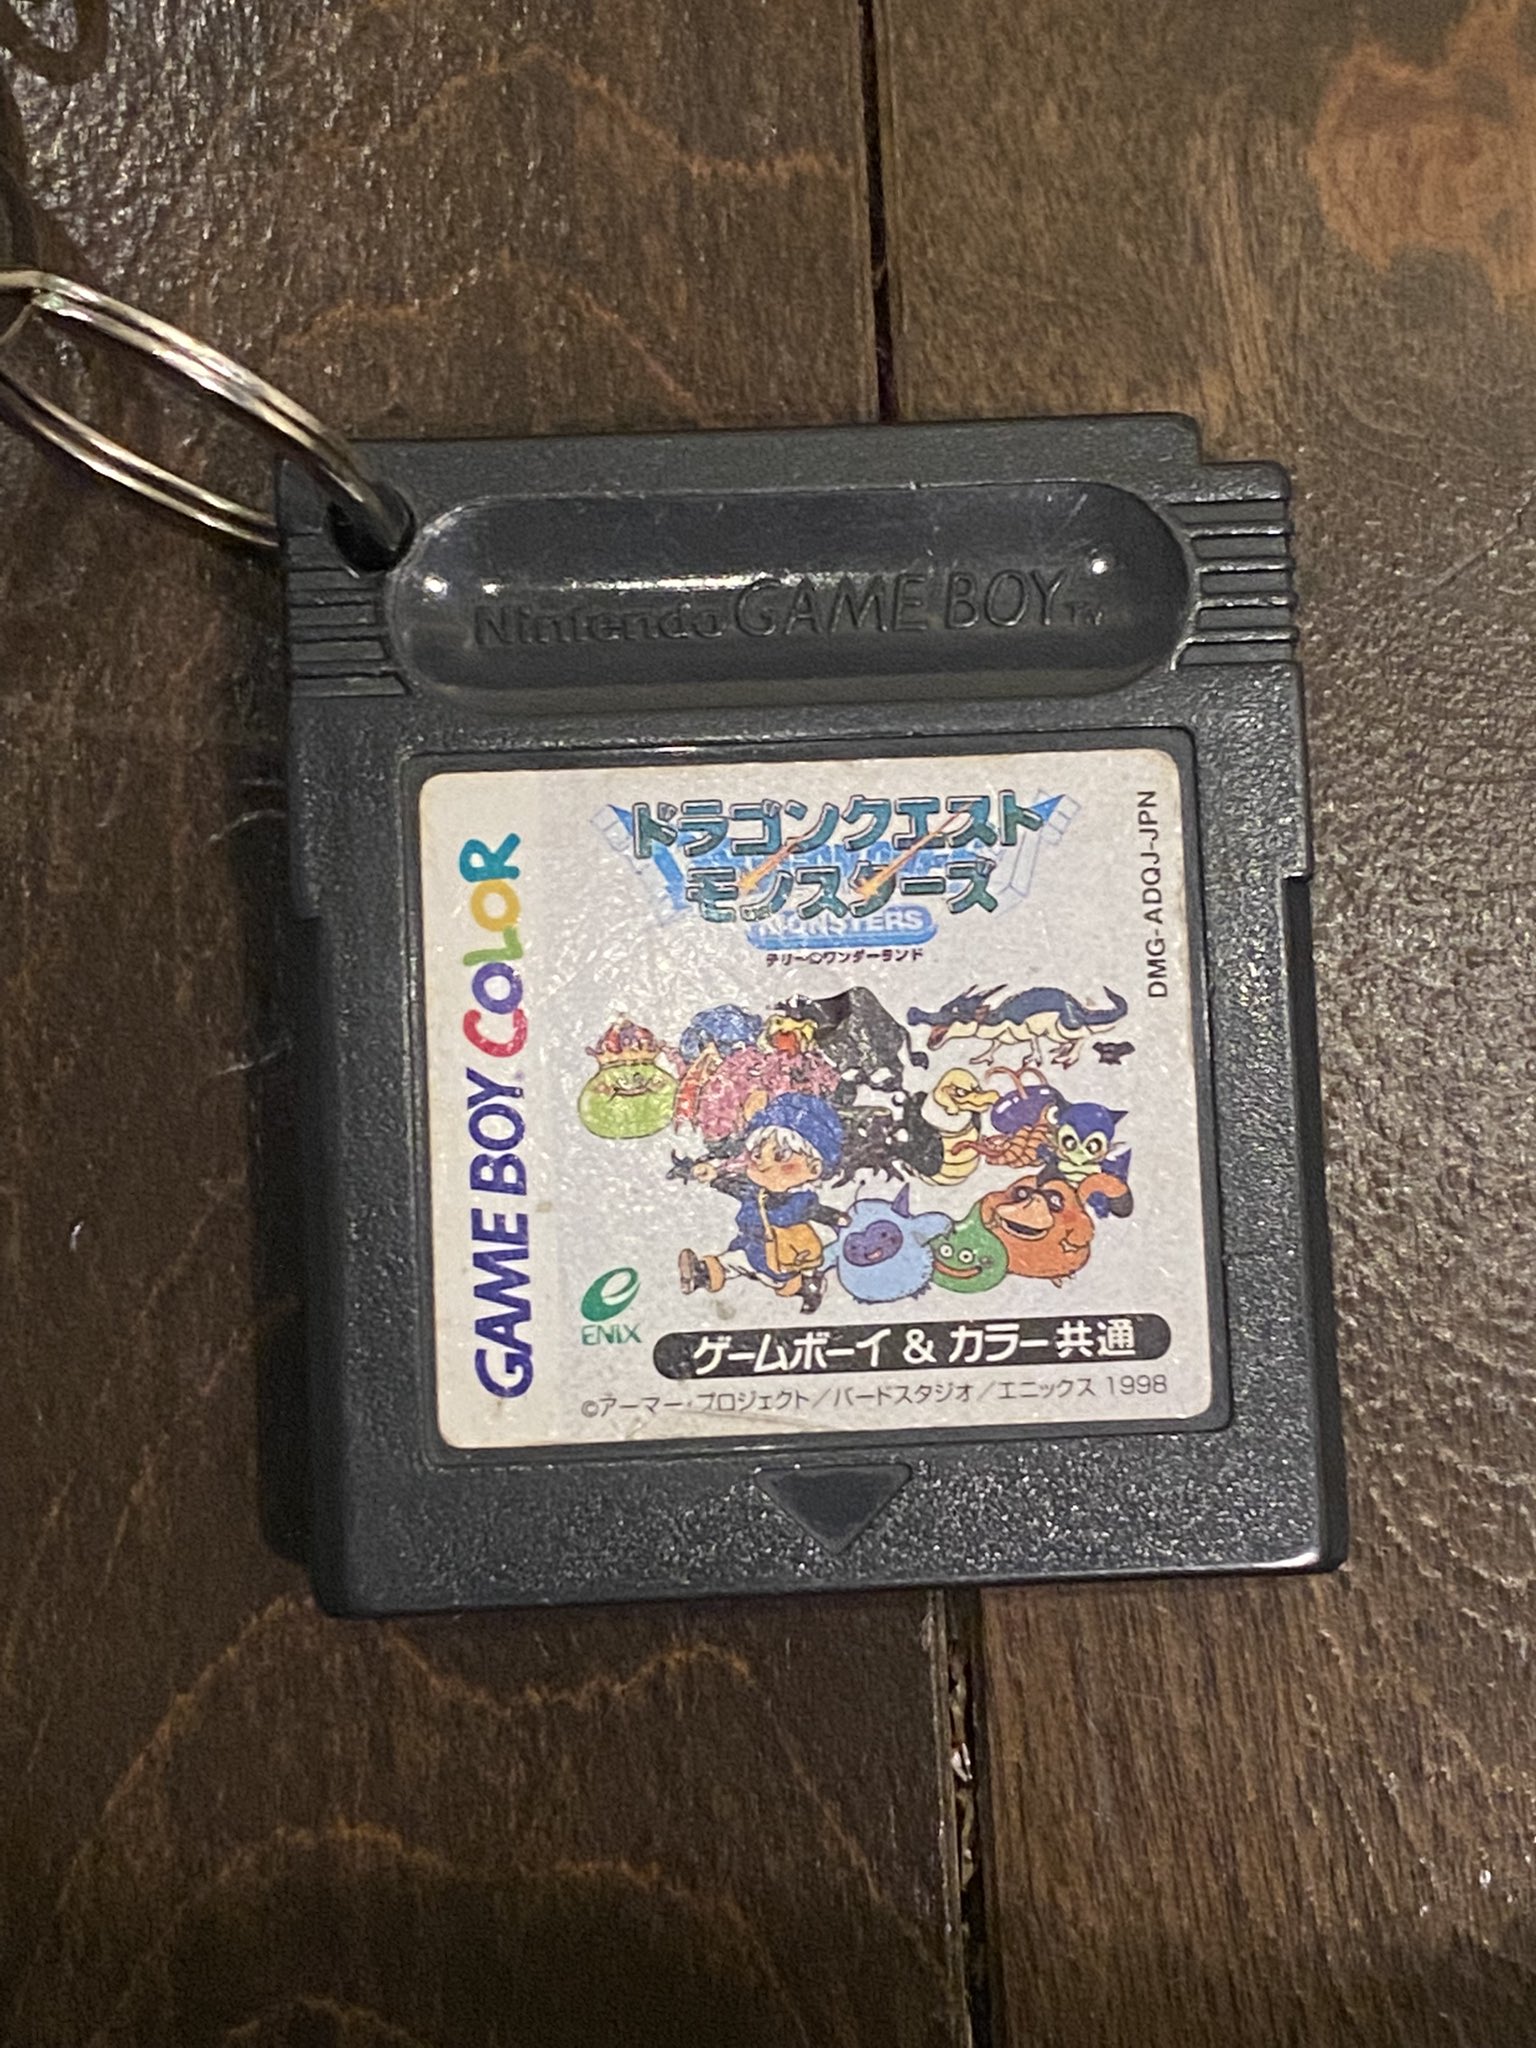 Nintendo GAME BOY™
GAME BOY COLOR
ドラゴンクエスト
モンスターズ
MONSTERS
テリーのワンダーランド
DMG-ADQJ-JPN
ENIX
ゲームボーイ & カラー共通
©アーマー・プロジェクト/バードスタジオ/エニックス 1998